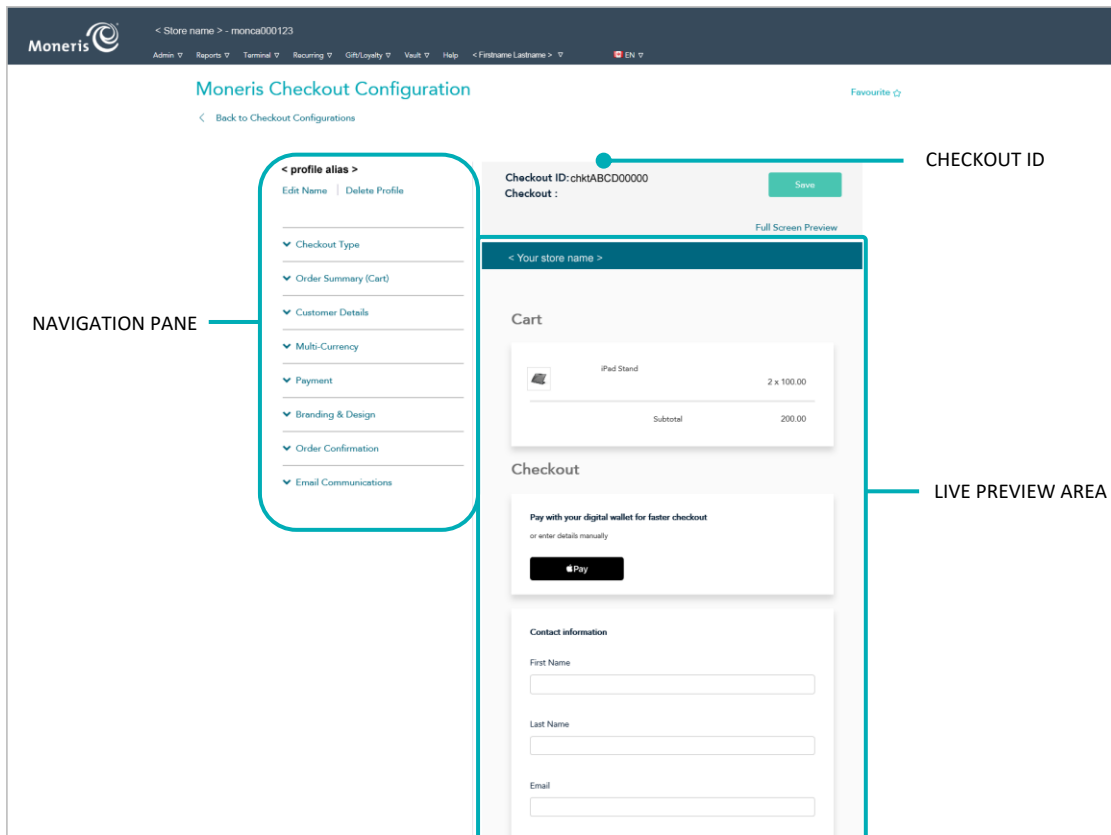 Moneris
< Store name > - monca000123
Admin Reports Terminal Recurring Gift/Loyalty Vault Help < Firstname Lastname > EN
Moneris Checkout Configuration
Favourite
Back to Checkout Configurations
CHECKOUT ID
< profile alias >
Edit Name | Delete Profile
Checkout ID: chktABCD00000
Checkout :
Save
Full Screen Preview
NAVIGATION PANE
Checkout Type
Order Summary (Cart)
Customer Details
Multi-Currency
Payment
Branding & Design
Order Confirmation
Email Communications
< Your store name >
Cart
iPad Stand
2 x 100.00
Subtotal 200.00
Checkout
LIVE PREVIEW AREA
Pay with your digital wallet for faster checkout
or enter details manually
Pay
Contact information
First Name
Last Name
Email